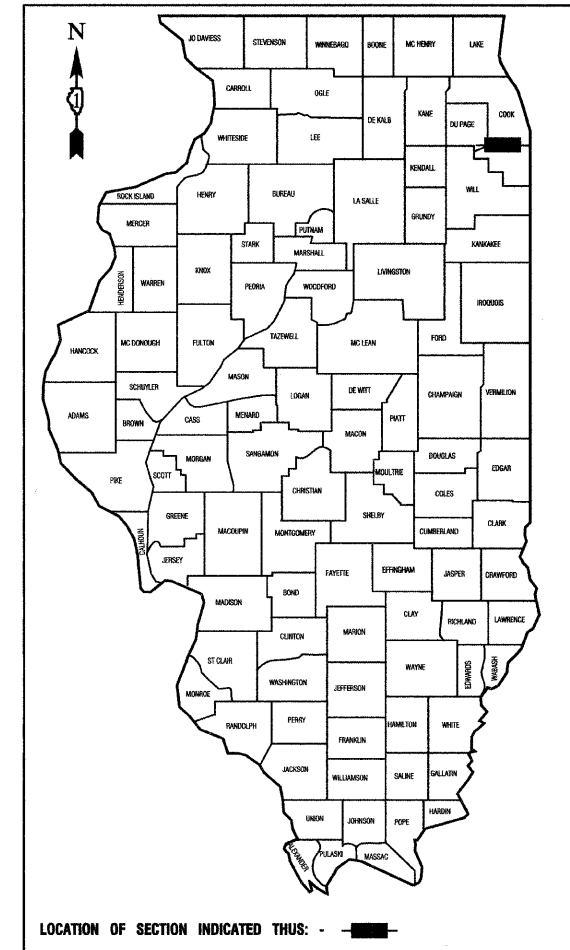 N
1
JO DAVIESS STEVENSON WINNEBAGO BOONE MC HENRY LAKE
CARROLL OGLE DE KALB KANE DU PAGE COOK
WHITESIDE LEE KENDALL WILL
ROCK ISLAND HENRY BUREAU LA SALLE GRUNDY
MERCER STARK PUTNAM KANKAKEE
HENDERSON WARREN KNOX MARSHALL LIVINGSTON
PEORIA WOODFORD IROQUOIS
HANCOCK MC DONOUGH FULTON TAZEWELL MC LEAN FORD
SCHUYLER MASON LOGAN DE WITT CHAMPAIGN VERMILION
ADAMS BROWN CASS MENARD MACON PIATT
PIKE SCOTT MORGAN SANGAMON MOULTRIE DOUGLAS EDGAR
CHRISTIAN COLES
CALHOUN GREENE MACOUPIN MONTGOMERY SHELBY CUMBERLAND CLARK
JERSEY FAYETTE EFFINGHAM JASPER CRAWFORD
MADISON BOND CLAY RICHLAND LAWRENCE
CLINTON MARION
ST CLAIR WASHINGTON JEFFERSON WAYNE EDWARDS WABASH
MONROE RANDOLPH PERRY HAMILTON WHITE
FRANKLIN
JACKSON WILLIAMSON SALINE GALLATIN
UNION JOHNSON POPE HARDIN
ALEXANDER PULASKI MASSAC
LOCATION OF SECTION INDICATED THUS: -